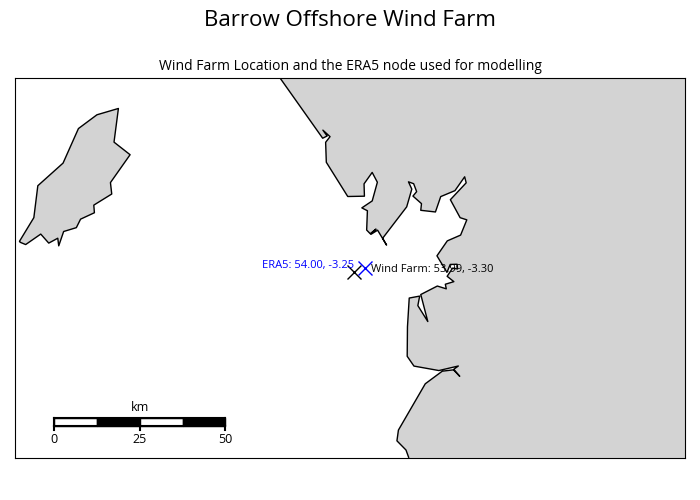 Barrow Offshore Wind Farm
Wind Farm Location and the ERA5 node used for modelling
ERA5: 54.00, -3.25
Wind Farm: 53.99, -3.30
km
0 25 50